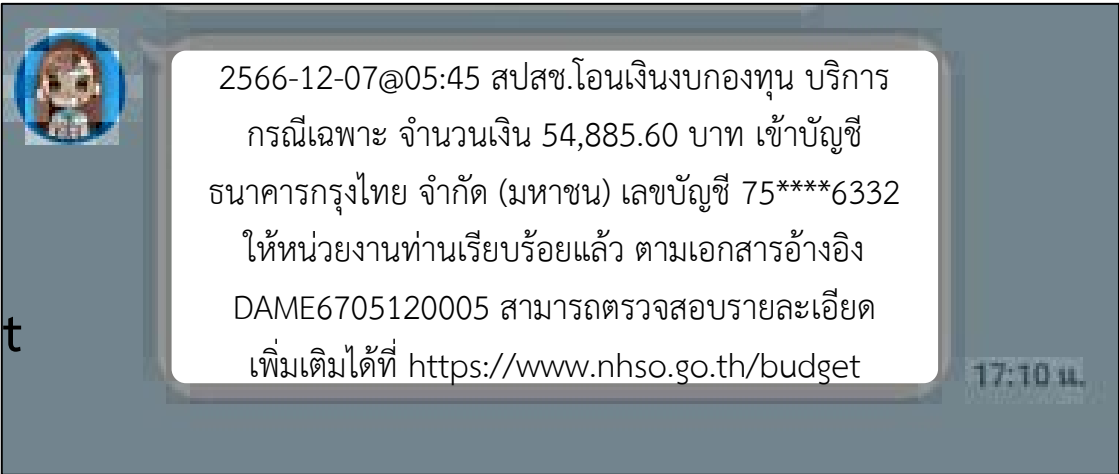 2566-12-07@05:45 สปสช.โอนเงินงบกองทุน บริการ
กรณีเฉพาะ จำนวนเงิน 54,885.60 บาท เข้าบัญชี
ธนาคารกรุงไทย จำกัด (มหาชน) เลขบัญชี 75****6332
ให้หน่วยงานท่านเรียบร้อยแล้ว ตามเอกสารอ้างอิง
DAME6705120005 สามารถตรวจสอบรายละเอียด
เพิ่มเติมได้ที่ https://www.nhso.go.th/budget
t
17:10 น.